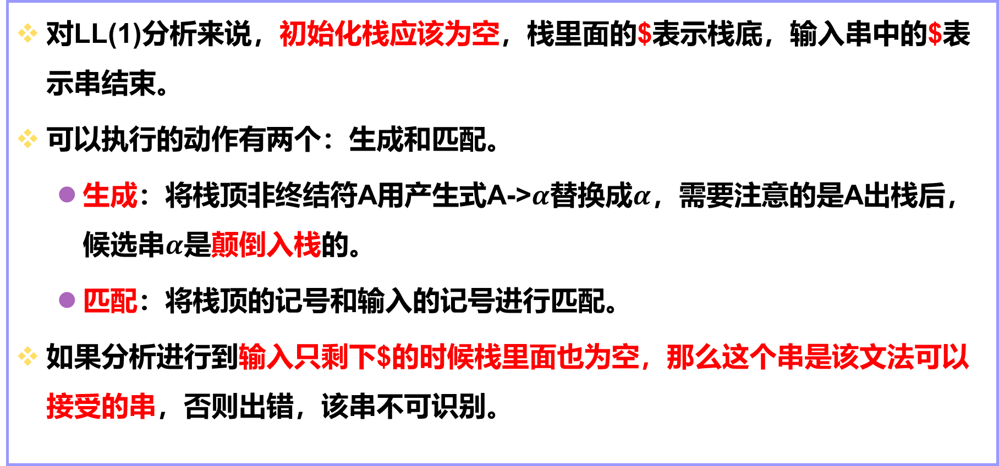 对LL(1)分析来说，初始化栈应该为空，栈里面的$表示栈底，输入串中的$表
示串结束。
可以执行的动作有两个：生成和匹配。
生成：将栈顶非终结符A用产生式A->α替换成α，需要注意的是A出栈后，
候选串α是颠倒入栈的。
匹配：将栈顶的记号和输入的记号进行匹配。
如果分析进行到输入只剩下$的时候栈里面也为空，那么这个串是该文法可以
接受的串，否则出错，该串不可识别。